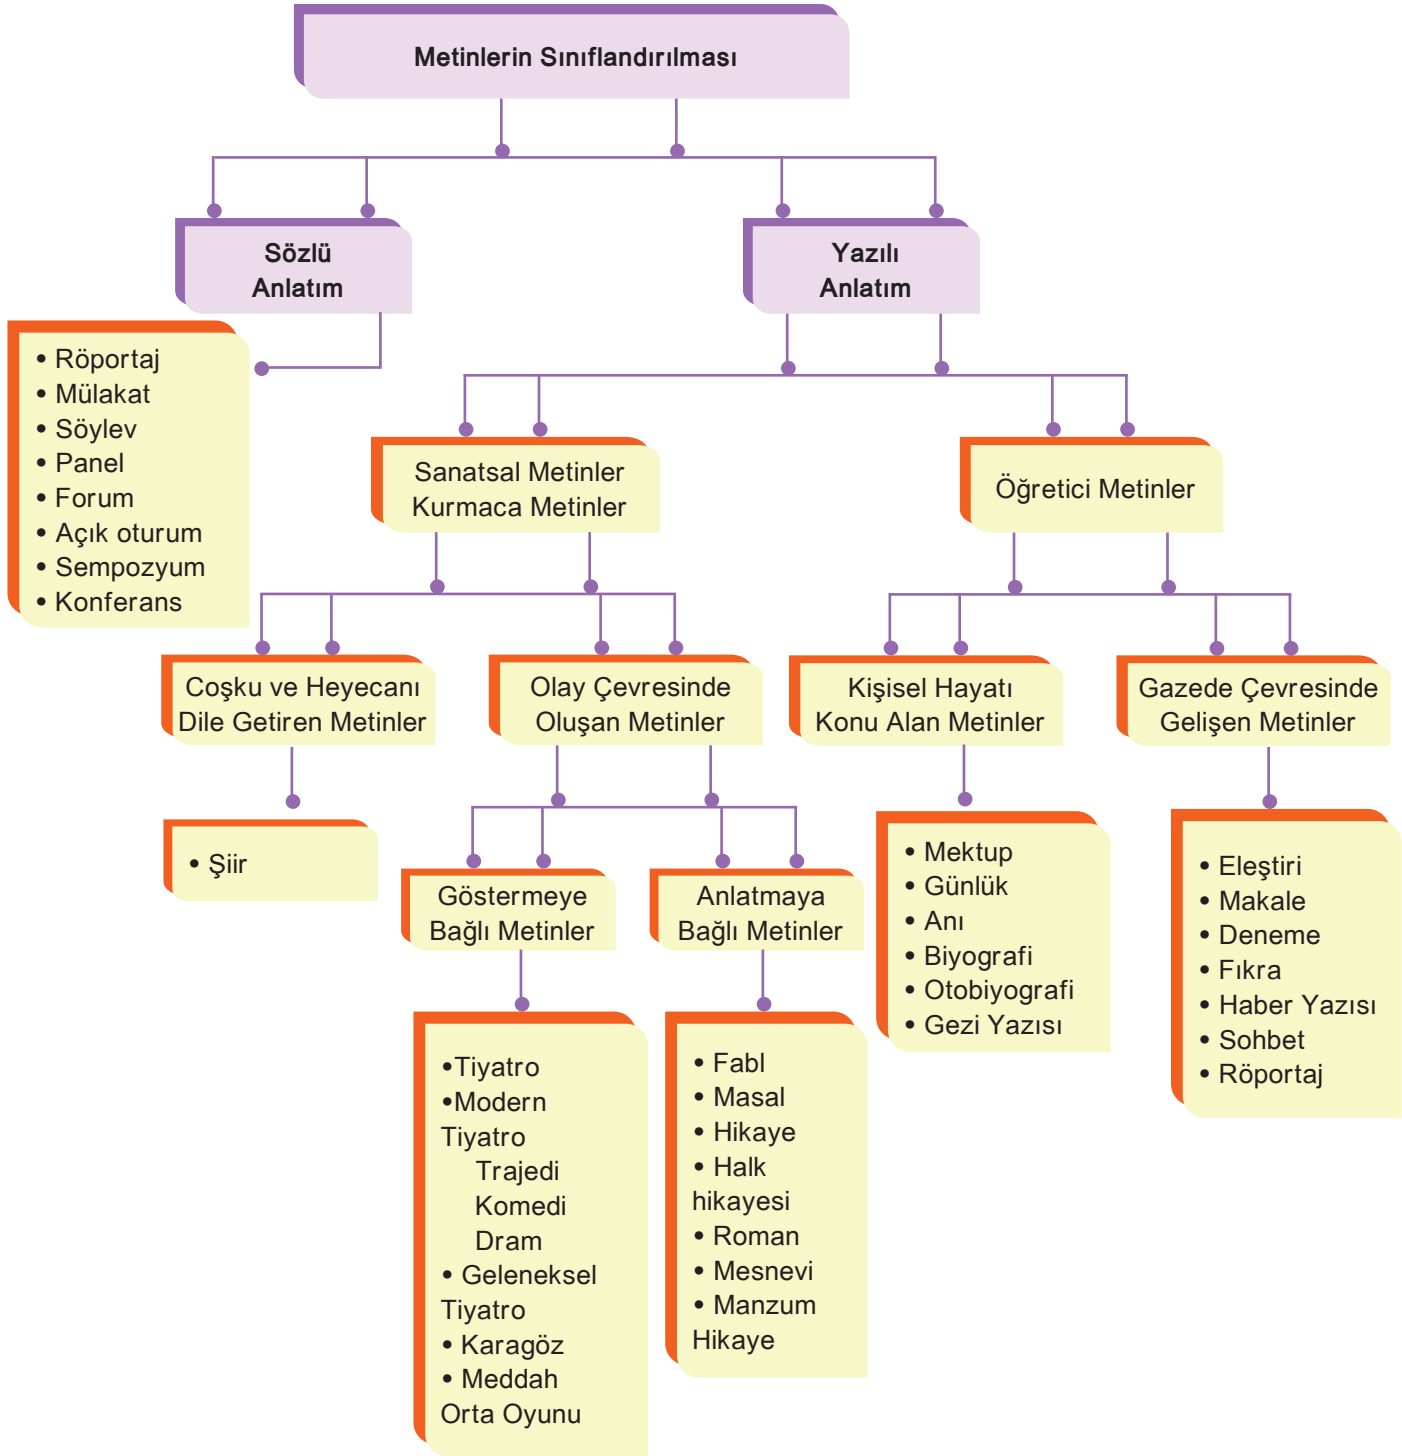 Metinlerin Sınıflandırılması
Sözlü
Anlatım
Yazılı
Anlatım
• Röportaj
• Mülakat
• Söylev
• Panel
• Forum
• Açık oturum
• Sempozyum
• Konferans
Sanatsal Metinler
Kurmaca Metinler
Öğretici Metinler
Coşku ve Heyecanı
Dile Getiren Metinler
Olay Çevresinde
Oluşan Metinler
Kişisel Hayatı
Konu Alan Metinler
Gazede Çevresinde
Gelişen Metinler
• Şiir
Göstermeye
Bağlı Metinler
Anlatmaya
Bağlı Metinler
• Mektup
• Günlük
• Anı
• Biyografi
• Otobiyografi
• Gezi Yazısı
• Eleştiri
• Makale
• Deneme
• Fıkra
• Haber Yazısı
• Sohbet
• Röportaj
•Tiyatro
•Modern
Tiyatro
Trajedi
Komedi
Dram
• Geleneksel
Tiyatro
• Karagöz
• Meddah
Orta Oyunu
• Fabl
• Masal
• Hikaye
• Halk
hikayesi
• Roman
• Mesnevi
• Manzum
Hikaye